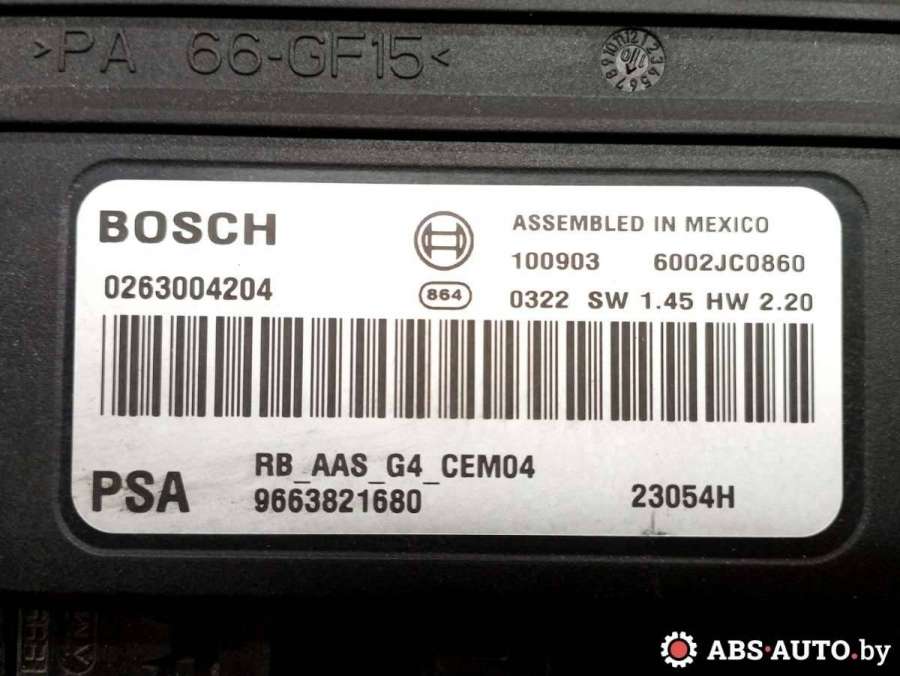 >PA 66-GF15<
BOSCH
ASSEMBLED IN MEXICO
100903 6002JC0860
0263004204
864
0322 SW 1.45 HW 2.20
PSA
RB_AAS_G4_CEM04
9663821680
23054H
ABS-AUTO.by